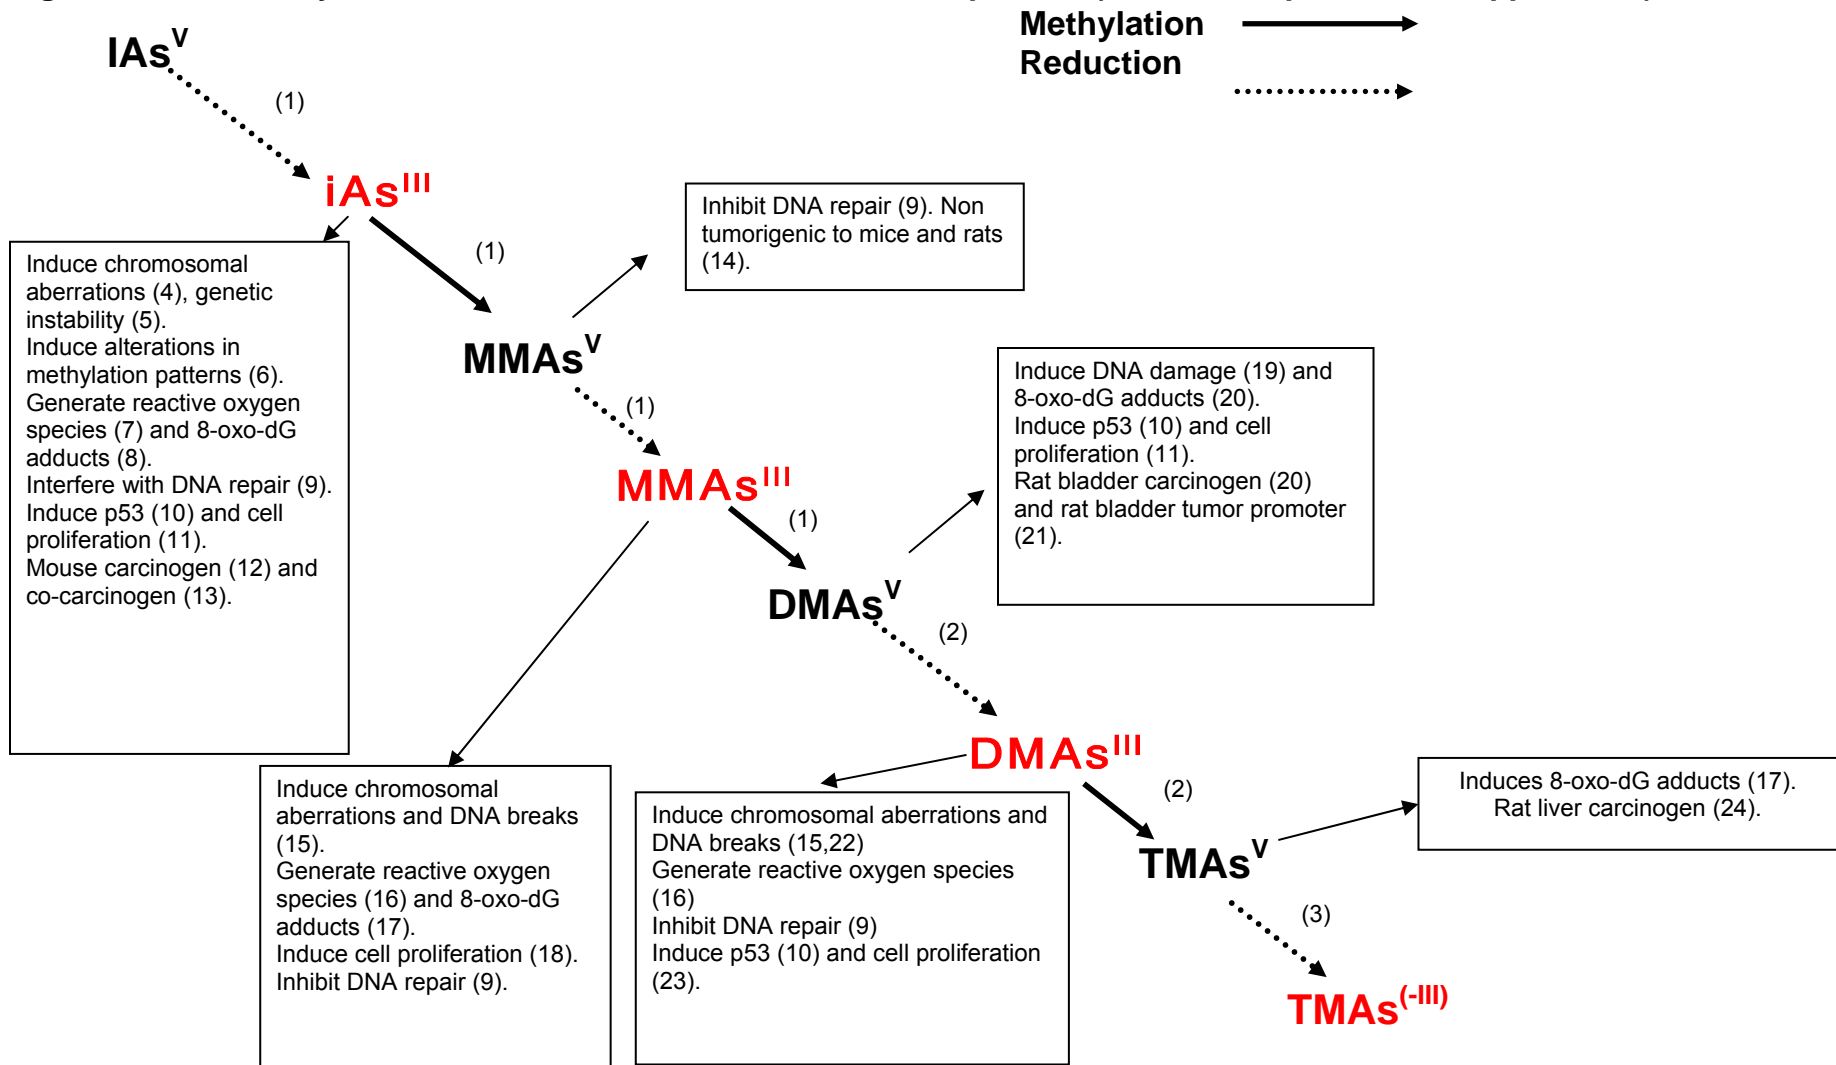 Methylation
Reduction
IAsV
(1)
iAsIII
(1)
Inhibit DNA repair (9). Non
tumorigenic to mice and rats
(14).
Induce chromosomal
aberrations (4), genetic
instability (5).
Induce alterations in
methylation patterns (6).
Generate reactive oxygen
species (7) and 8-oxo-dG
adducts (8).
Interfere with DNA repair (9).
Induce p53 (10) and cell
proliferation (11).
Mouse carcinogen (12) and
co-carcinogen (13).
MMAsV
(1)
Induce DNA damage (19) and
8-oxo-dG adducts (20).
Induce p53 (10) and cell
proliferation (11).
Rat bladder carcinogen (20)
and rat bladder tumor promoter
(21).
MMAsIII
(1)
DMAsV
(2)
DMAsIII
(2)
Induce chromosomal
aberrations and DNA breaks
(15).
Generate reactive oxygen
species (16) and 8-oxo-dG
adducts (17).
Induce cell proliferation (18).
Inhibit DNA repair (9).
Induce chromosomal aberrations and
DNA breaks (15,22)
Generate reactive oxygen species
(16)
Inhibit DNA repair (9)
Induce p53 (10) and cell proliferation
(23).
Induces 8-oxo-dG adducts (17).
Rat liver carcinogen (24).
TMAsV
(3)
TMAs(-III)